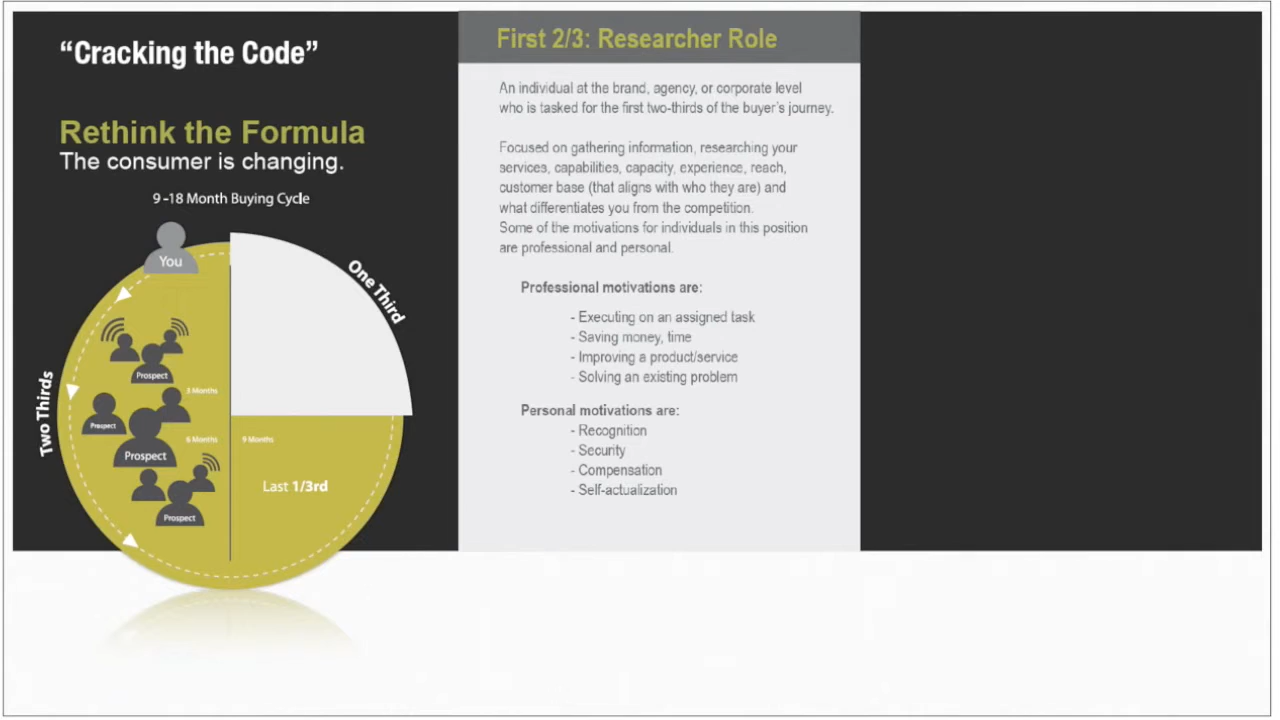 “Cracking the Code”
Rethink the Formula
The consumer is changing.
9-18 Month Buying Cycle
You
One Third
Two Thirds
Prospect
3 Months
Prospect
6 Months
9 Months
Prospect
Last 1/3rd
Prospect
First 2/3: Researcher Role
An individual at the brand, agency, or corporate level
who is tasked for the first two-thirds of the buyer’s journey.
Focused on gathering information, researching your
services, capabilities, capacity, experience, reach,
customer base (that aligns with who they are) and
what differentiates you from the competition.
Some of the motivations for individuals in this position
are professional and personal.
Professional motivations are:
- Executing on an assigned task
- Saving money, time
- Improving a product/service
- Solving an existing problem
Personal motivations are:
- Recognition
- Security
- Compensation
- Self-actualization